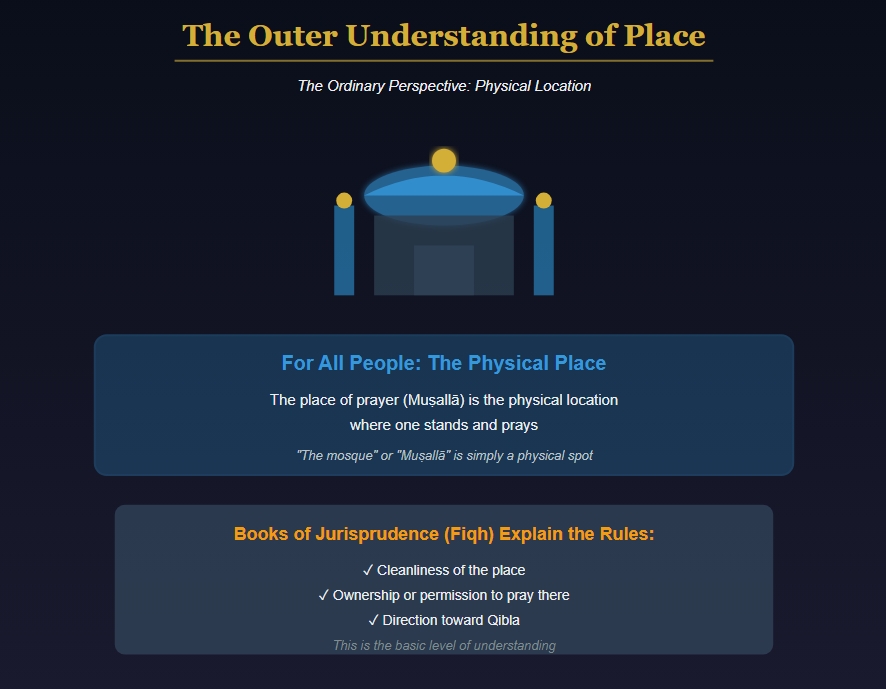 The Outer Understanding of Place
The Ordinary Perspective: Physical Location
For All People: The Physical Place
The place of prayer (Muṣallā) is the physical location
where one stands and prays
"The mosque" or "Muṣallā" is simply a physical spot
Books of Jurisprudence (Fiqh) Explain the Rules:
✓ Cleanliness of the place
✓ Ownership or permission to pray there
✓ Direction toward Qibla
This is the basic level of understanding